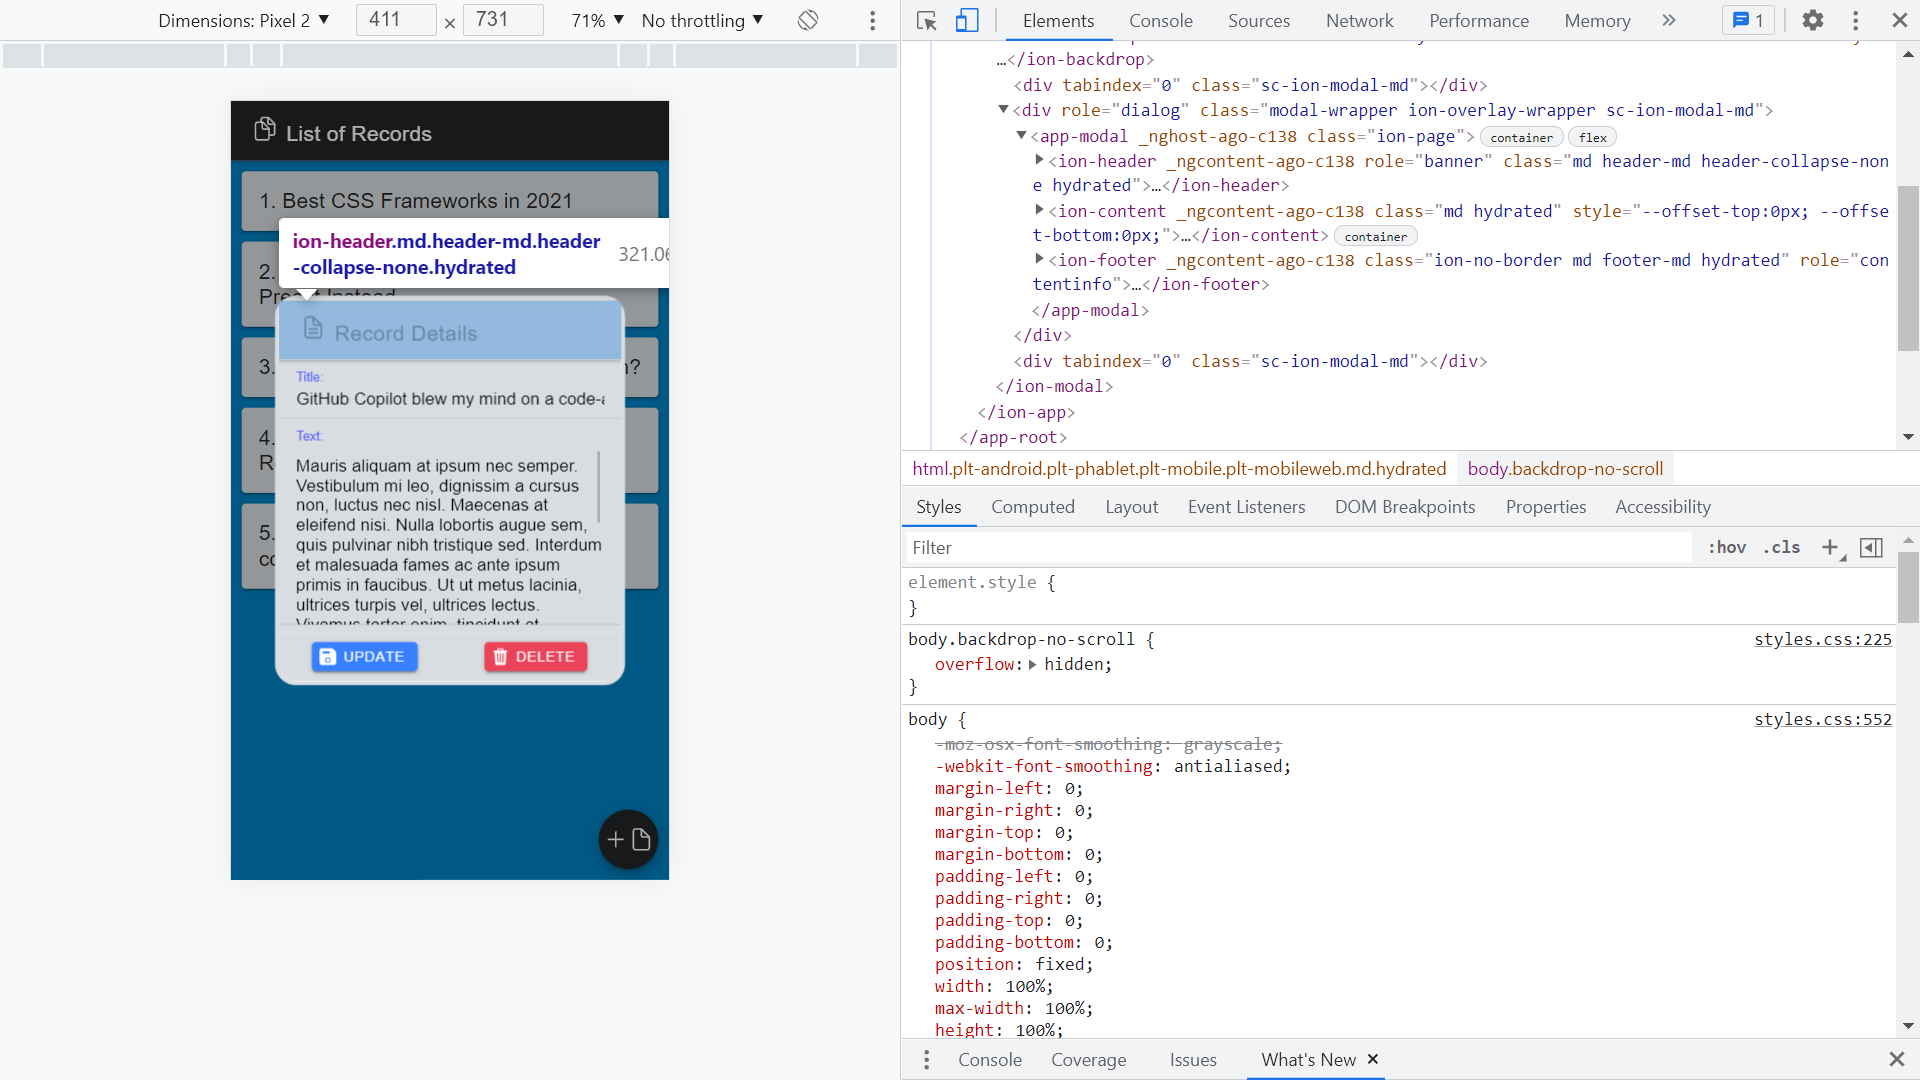 Dimensions: Pixel 2 ▼ 411 × 731 71% ▼ No throttling ▼
List of Records
1. Best CSS Frameworks in 2021
ion-header.md.header-md.header
-collapse-none.hydrated
321.06
2.
Instead
Record Details
3.
?
Title:
GitHub Copilot blew my mind on a code-
4.
R
Text:
Mauris aliquam at ipsum nec semper.
Vestibulum mi leo, dignissim a cursus
non, luctus nec nisl. Maecenas at
eleifend nisi. Nulla lobortis augue sem,
quis pulvinar nibh tristique sed. Interdum
et malesuada fames ac ante ipsum
primis in faucibus. Ut ut metus lacinia,
ultrices turpis vel, ultrices lectus.
Vivamus tortor enim, tincidunt et
5.
UPDATE
DELETE
Elements Console Sources Network Performance Memory » 1
…</ion-backdrop>
<div tabindex="0" class="sc-ion-modal-md"></div>
▼<div role="dialog" class="modal-wrapper ion-overlay-wrapper sc-ion-modal-md">
▼<app-modal _nghost-ago-c138 class="ion-page"> container flex
▶<ion-header _ngcontent-ago-c138 role="banner" class="md header-md header-collapse-non
e hydrated">…</ion-header>
▶<ion-content _ngcontent-ago-c138 class="md hydrated" style="--offset-top:0px; --offse
t-bottom:0px;">…</ion-content> container
▶<ion-footer _ngcontent-ago-c138 class="ion-no-border md footer-md hydrated" role="con
tentinfo">…</ion-footer>
</app-modal>
</div>
<div tabindex="0" class="sc-ion-modal-md"></div>
</ion-modal>
</ion-app>
</app-root>
html.plt-android.plt-phablet.plt-mobile.plt-mobileweb.md.hydrated body.backdrop-no-scroll
Styles Computed Layout Event Listeners DOM Breakpoints Properties Accessibility
Filter :hov .cls +
element.style {
}
body.backdrop-no-scroll { styles.css:225
overflow: ▶ hidden;
}
body { styles.css:552
-moz-osx-font-smoothing: grayscale;
-webkit-font-smoothing: antialiased;
margin-left: 0;
margin-right: 0;
margin-top: 0;
margin-bottom: 0;
padding-left: 0;
padding-right: 0;
padding-top: 0;
padding-bottom: 0;
position: fixed;
width: 100%;
max-width: 100%;
height: 100%;
Console Coverage Issues What's New ×